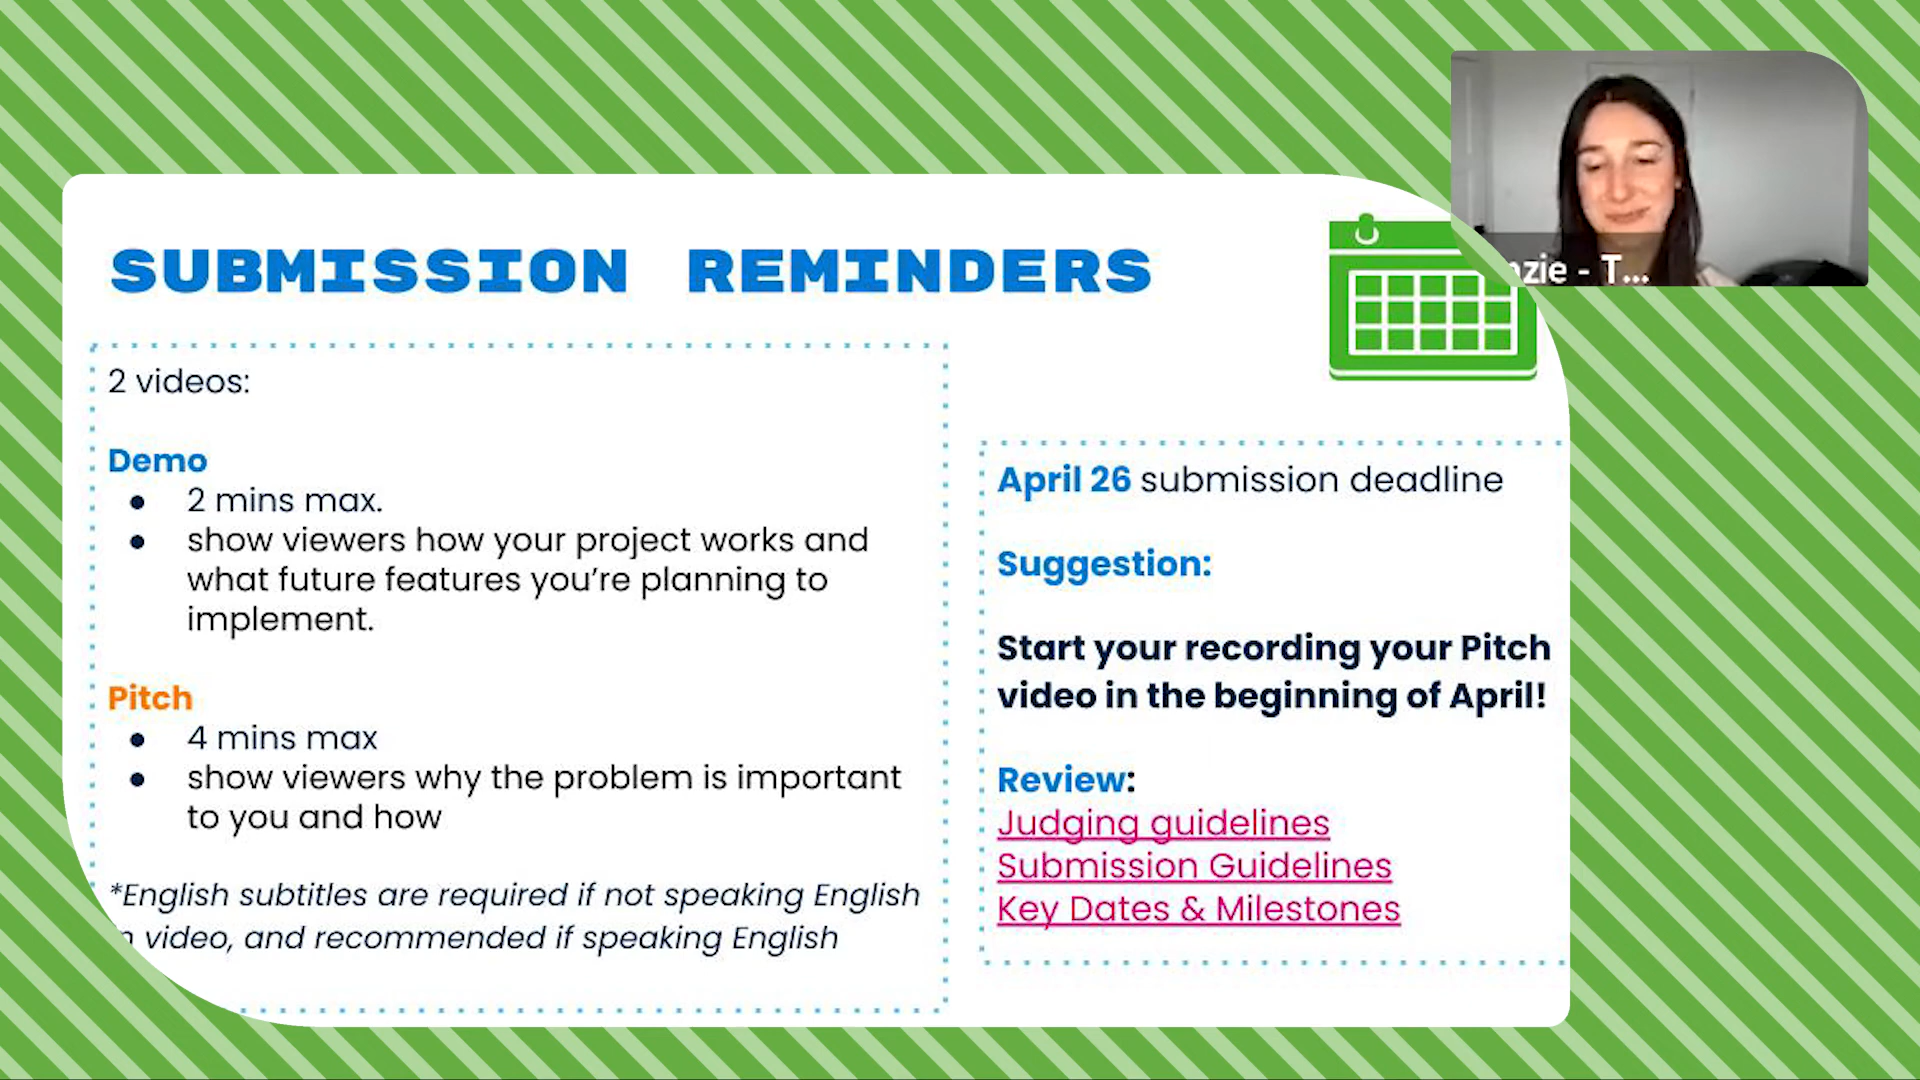 SUBMISSION REMINDERS
2 videos:
Demo
● 2 mins max.
● show viewers how your project works and
what future features you're planning to
implement.
Pitch
● 4 mins max
● show viewers why the problem is important
to you and how
*English subtitles are required if not speaking English
video, and recommended if speaking English
April 26 submission deadline
Suggestion:
Start your recording your Pitch
video in the beginning of April!
Review:
Judging guidelines
Submission Guidelines
Key Dates & Milestones